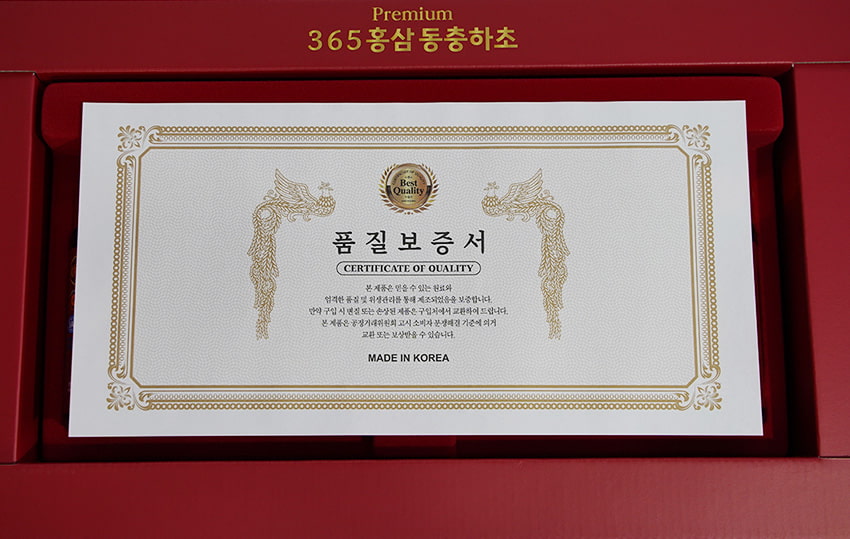 Premium
365 홍삼 동충하초
Best
Quality
품질보증서
CERTIFICATE OF QUALITY
본 제품은 믿을 수 있는 원료와
엄격한 품질 및 위생관리를 통해 제조되었음을 보증합니다.
만약 구입 시 변질 또는 손상된 제품은 구입처에서 교환하여 드립니다.
본 제품은 공정거래위원회 고시 소비자 분쟁해결 기준에 의거
교환 또는 보상받을 수 있습니다.
MADE IN KOREA